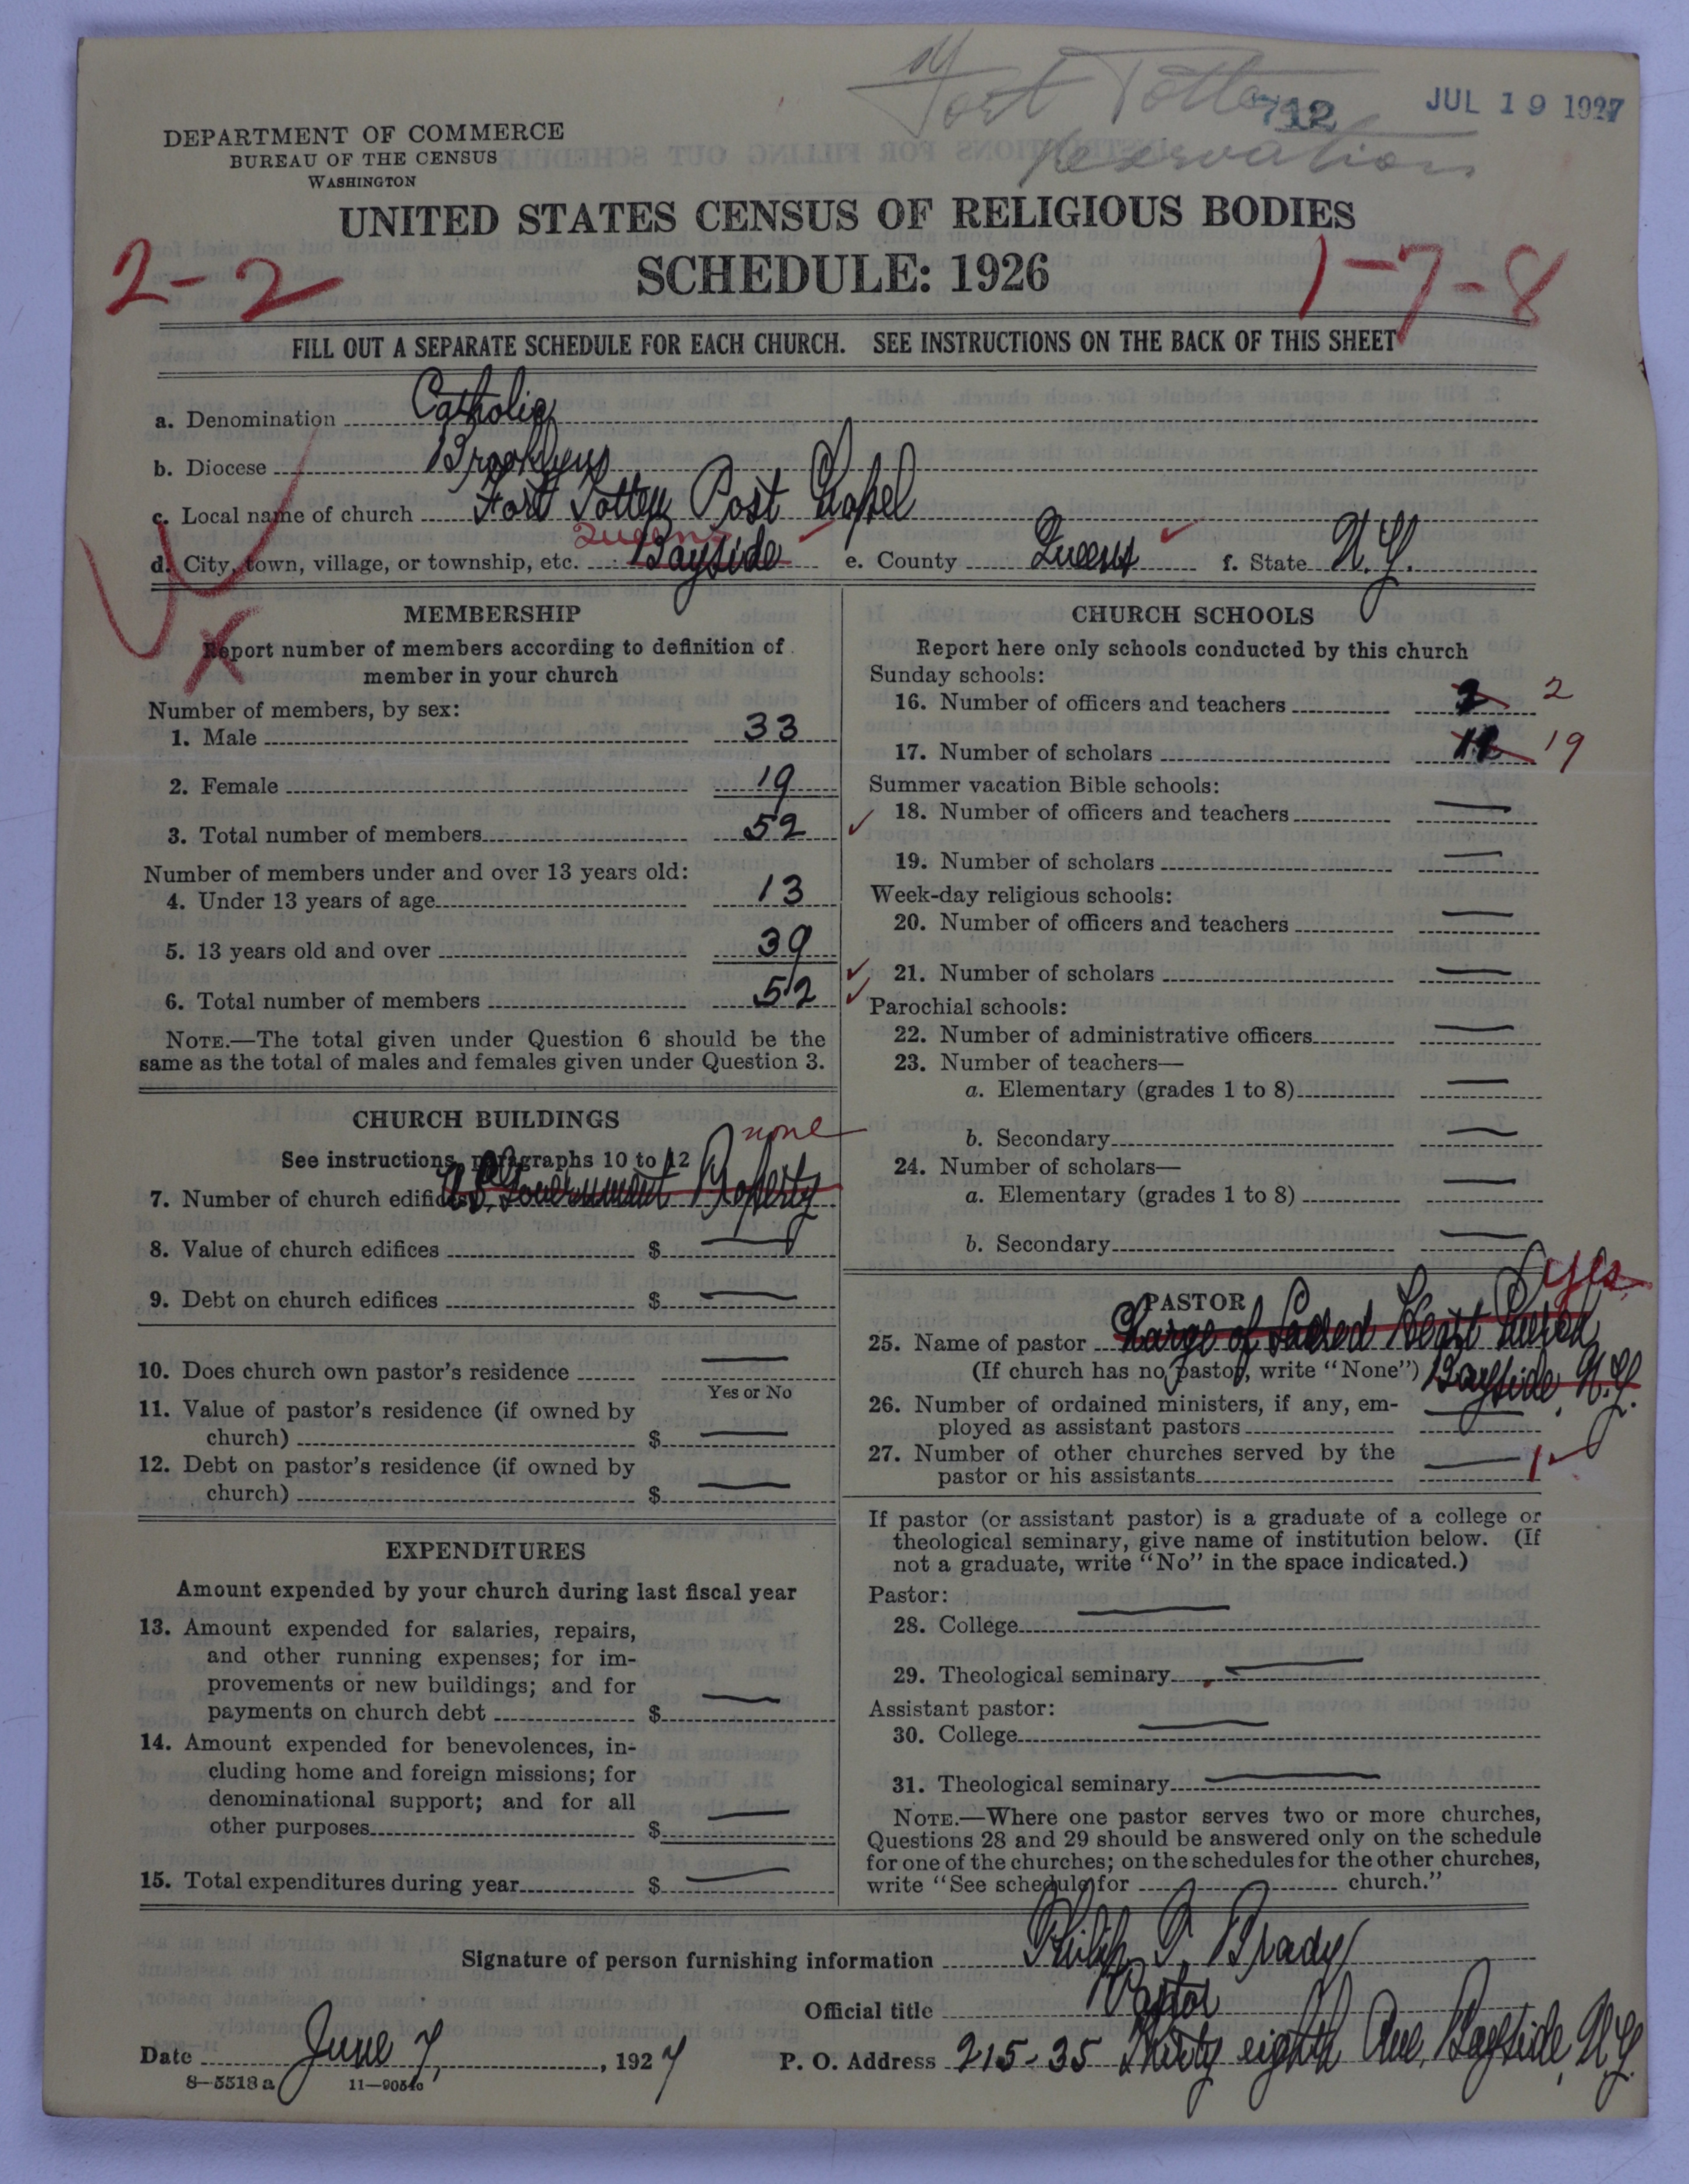 Fort Totten
712
JUL 19 1927
Reservation
DEPARTMENT OF COMMERCE
BUREAU OF THE CENSUS
WASHINGTON
UNITED STATES CENSUS OF RELIGIOUS BODIES
2-2
SCHEDULE: 1926
1-7-8
FILL OUT A SEPARATE SCHEDULE FOR EACH CHURCH. SEE INSTRUCTIONS ON THE BACK OF THIS SHEET
a. Denomination Catholic
b. Diocese Brooklyn
c. Local name of church Fort Totten Post Chapel
Queens
d. City, town, village, or township, etc. Bayside e. County Queens f. State N.Y.
MEMBERSHIP
Report number of members according to definition of
member in your church
Number of members, by sex:
1. Male 33
2. Female 19
3. Total number of members 52
Number of members under and over 13 years old:
4. Under 13 years of age 13
5. 13 years old and over 39
6. Total number of members 52
NOTE.—The total given under Question 6 should be the
same as the total of males and females given under Question 3.
CHURCH BUILDINGS
none
See instructions, paragraphs 10 to 12
7. Number of church edifices U.S. Government Property
8. Value of church edifices $ —
9. Debt on church edifices $ —
10. Does church own pastor's residence —
Yes or No
11. Value of pastor's residence (if owned by
church) $ —
12. Debt on pastor's residence (if owned by
church) $ —
EXPENDITURES
Amount expended by your church during last fiscal year
13. Amount expended for salaries, repairs,
and other running expenses; for im-
provements or new buildings; and for
payments on church debt $ —
14. Amount expended for benevolences, in-
cluding home and foreign missions; for
denominational support; and for all
other purposes $ —
15. Total expenditures during year $ —
CHURCH SCHOOLS
Report here only schools conducted by this church
Sunday schools:
16. Number of officers and teachers 2
17. Number of scholars 19
Summer vacation Bible schools:
18. Number of officers and teachers —
19. Number of scholars —
Week-day religious schools:
20. Number of officers and teachers —
21. Number of scholars —
Parochial schools:
22. Number of administrative officers —
23. Number of teachers—
a. Elementary (grades 1 to 8) —
b. Secondary —
24. Number of scholars—
a. Elementary (grades 1 to 8) —
b. Secondary —
yes
PASTOR
25. Name of pastor Charge of Sacred Heart Church
(If church has no pastor, write "None") Bayside, N.Y.
26. Number of ordained ministers, if any, em-
ployed as assistant pastors —
27. Number of other churches served by the
pastor or his assistants — 1
If pastor (or assistant pastor) is a graduate of a college or
theological seminary, give name of institution below. (If
not a graduate, write "No" in the space indicated.)
Pastor:
28. College —
29. Theological seminary —
Assistant pastor:
30. College —
31. Theological seminary —
NOTE.—Where one pastor serves two or more churches,
Questions 28 and 29 should be answered only on the schedule
for one of the churches; on the schedules for the other churches,
write "See schedule for church."
Signature of person furnishing information Philip T. Brady
Official title Pastor
Date June 7, 1927 P. O. Address 215-35 Thirty eighth Ave. Bayside, N.Y.
8-5518 a